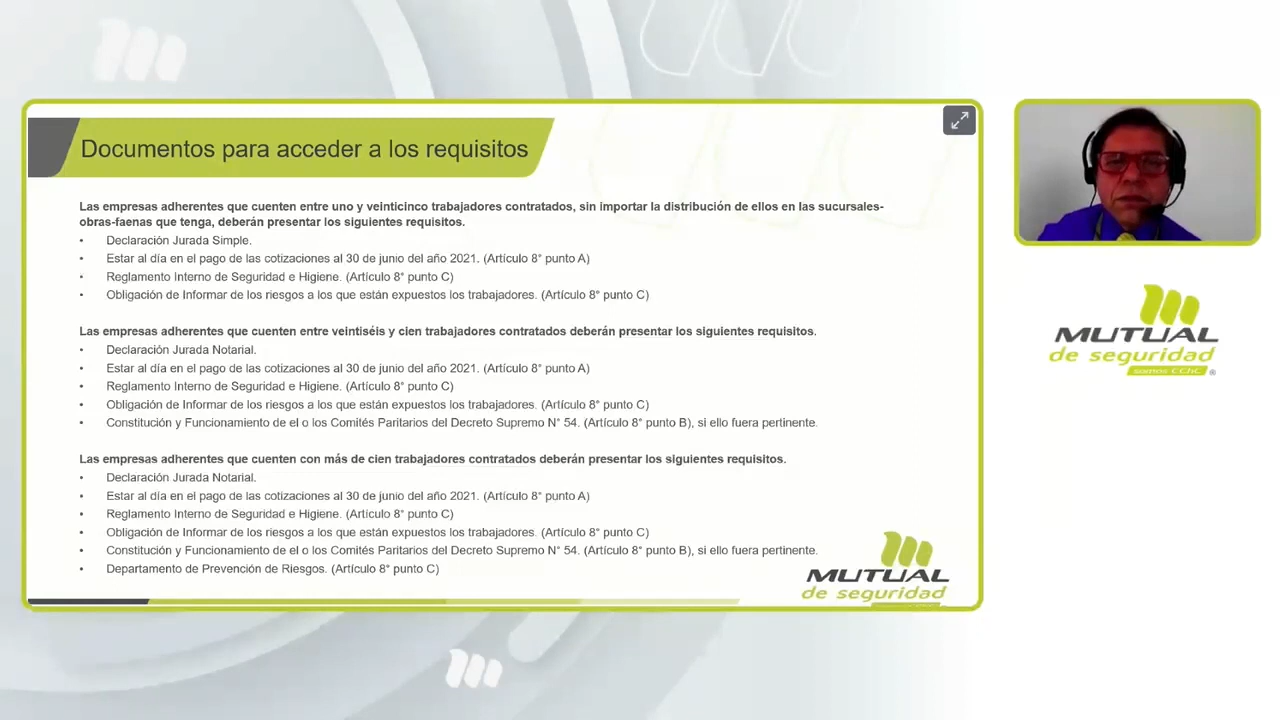 Documentos para acceder a los requisitos
Las empresas adherentes que cuenten entre uno y veinticinco trabajadores contratados, sin importar la distribución de ellos en las sucursales-
obras-faenas que tenga, deberán presentar los siguientes requisitos.
• Declaración Jurada Simple.
• Estar al día en el pago de las cotizaciones al 30 de junio del año 2021. (Artículo 8° punto A)
• Reglamento Interno de Seguridad e Higiene. (Artículo 8° punto C)
• Obligación de Informar de los riesgos a los que están expuestos los trabajadores. (Artículo 8° punto C)
Las empresas adherentes que cuenten entre veintiséis y cien trabajadores contratados deberán presentar los siguientes requisitos.
• Declaración Jurada Notarial.
• Estar al día en el pago de las cotizaciones al 30 de junio del año 2021. (Artículo 8° punto A)
• Reglamento Interno de Seguridad e Higiene. (Artículo 8° punto C)
• Obligación de Informar de los riesgos a los que están expuestos los trabajadores. (Artículo 8° punto C)
• Constitución y Funcionamiento de el o los Comités Paritarios del Decreto Supremo N° 54. (Artículo 8° punto B), si ello fuera pertinente.
Las empresas adherentes que cuenten con más de cien trabajadores contratados deberán presentar los siguientes requisitos.
• Declaración Jurada Notarial.
• Estar al día en el pago de las cotizaciones al 30 de junio del año 2021. (Artículo 8° punto A)
• Reglamento Interno de Seguridad e Higiene. (Artículo 8° punto C)
• Obligación de Informar de los riesgos a los que están expuestos los trabajadores. (Artículo 8° punto C)
• Constitución y Funcionamiento de el o los Comités Paritarios del Decreto Supremo N° 54. (Artículo 8° punto B), si ello fuera pertinente.
• Departamento de Prevención de Riesgos. (Artículo 8° punto C)
MUTUAL
de seguridad
MUTUAL
de seguridad
somos CChC ®